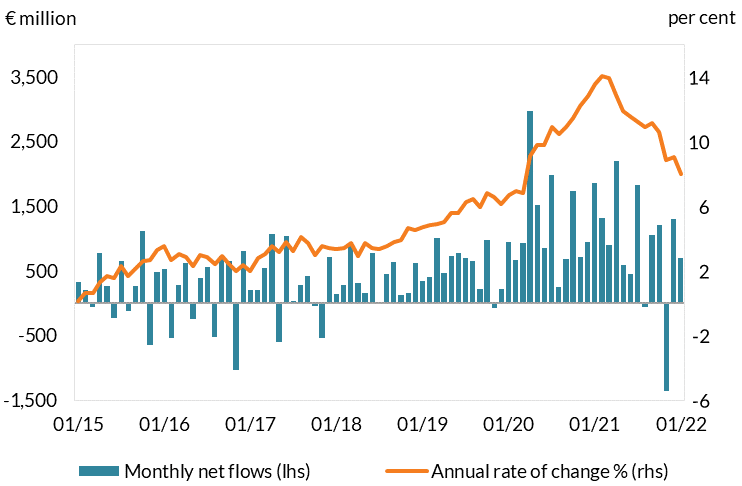 € million per cent
3,500 14
2,500 10
1,500 6
500 2
-500 -2
-1,500 -6
01/15 01/16 01/17 01/18 01/19 01/20 01/21 01/22
Monthly net flows (lhs) Annual rate of change % (rhs)